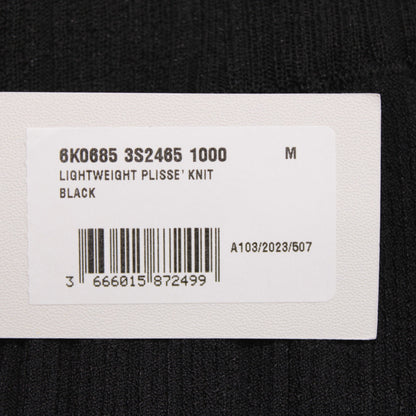 6K0685 3S2465 1000 M
LIGHTWEIGHT PLISSE' KNIT
BLACK
A103/2023/507
3 666015 872499